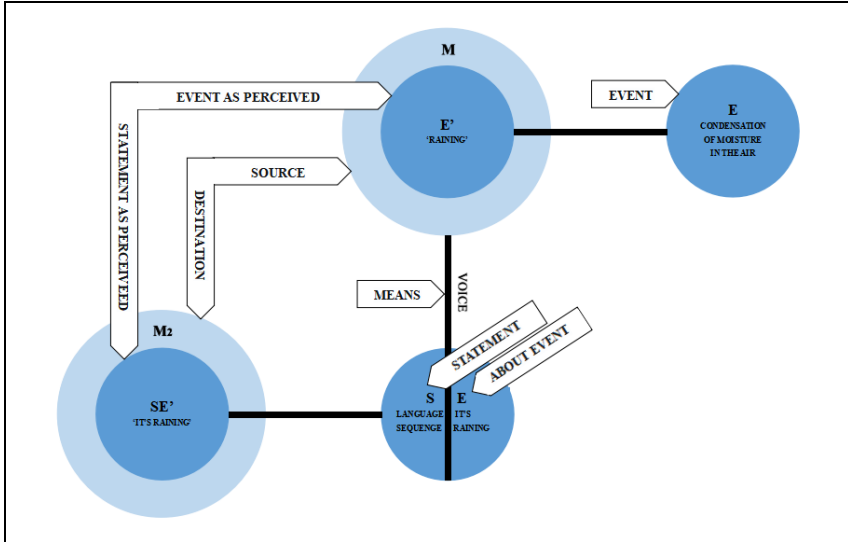 M
EVENT AS PERCEIVED
E’
‘RAINING’
EVENT
E
CONDENSATION
OF MOISTURE
IN THE AIR
STATEMENT AS PERCEIVEED
SOURCE
DESTINATION
MEANS
VOICE
STATEMENT
ABOUT EVENT
M2
SE’
‘IT'S RAINING’
S E
LANGUAGE IT'S
SEQUENCE RAINING